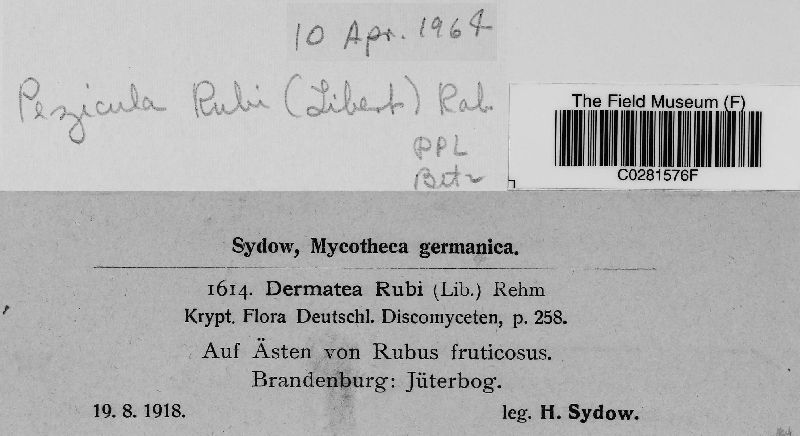 10 Apr. 1964
Pezicula Rubi (Libert) Rab.
The Field Museum (F)
C0281576F
PPL
Sydow, Mycotheca germanica.
1614. Dermatea Rubi (Lib.) Rehm
Krypt. Flora Deutschl. Discomyceten, p. 258.
Auf Ästen von Rubus fruticosus.
Brandenburg: Jüterbog.
19. 8. 1918. leg. H. Sydow.